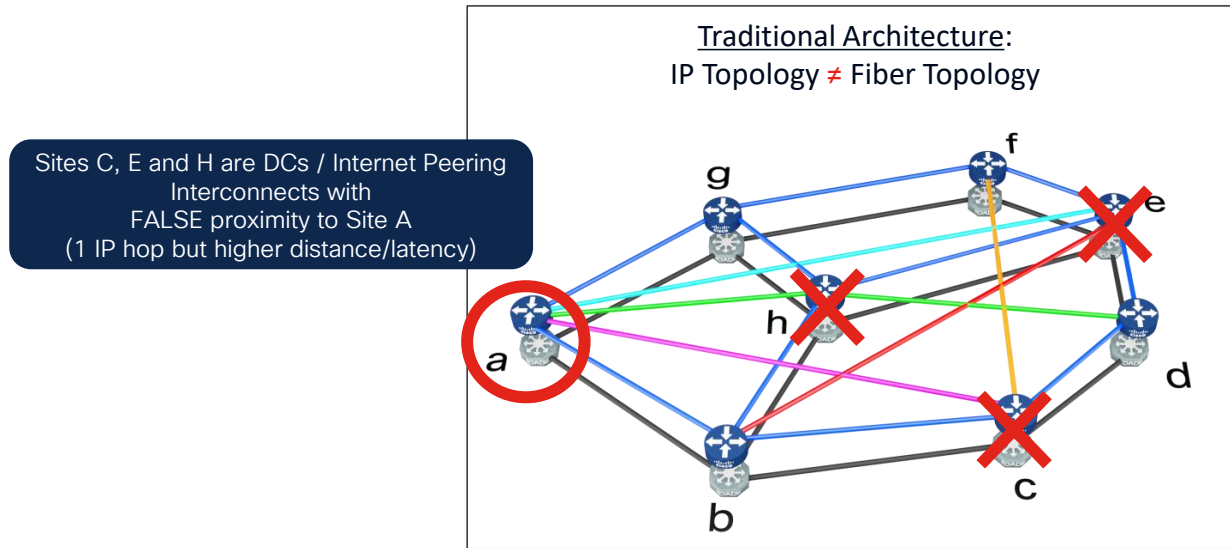 Traditional Architecture:
IP Topology ≠ Fiber Topology
Sites C, E and H are DCs / Internet Peering
Interconnects with
FALSE proximity to Site A
(1 IP hop but higher distance/latency)
f
g
e
h
a
d
c
b